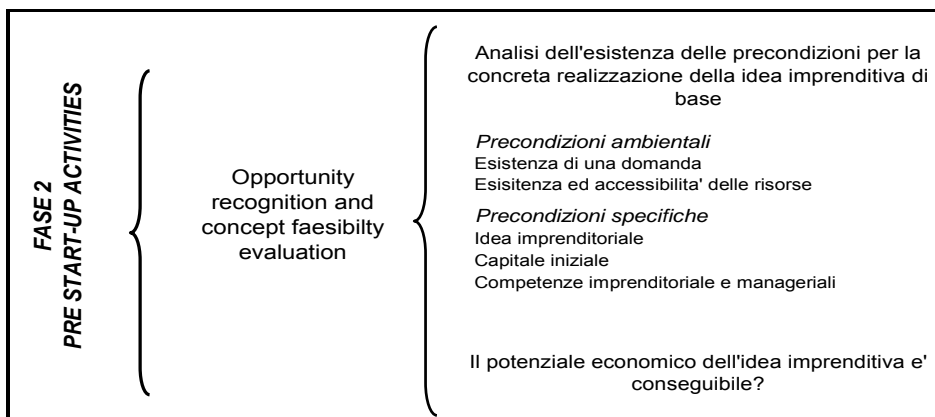 FASE 2
PRE START-UP ACTIVITIES
Opportunity
recognition and
concept faesibilty
evaluation
Analisi dell'esistenza delle precondizioni per la
concreta realizzazione della idea imprenditiva di
base
Precondizioni ambientali
Esistenza di una domanda
Esisitenza ed accessibilita' delle risorse
Precondizioni specifiche
Idea imprenditoriale
Capitale iniziale
Competenze imprenditoriale e manageriali
Il potenziale economico dell'idea imprenditiva e'
conseguibile?